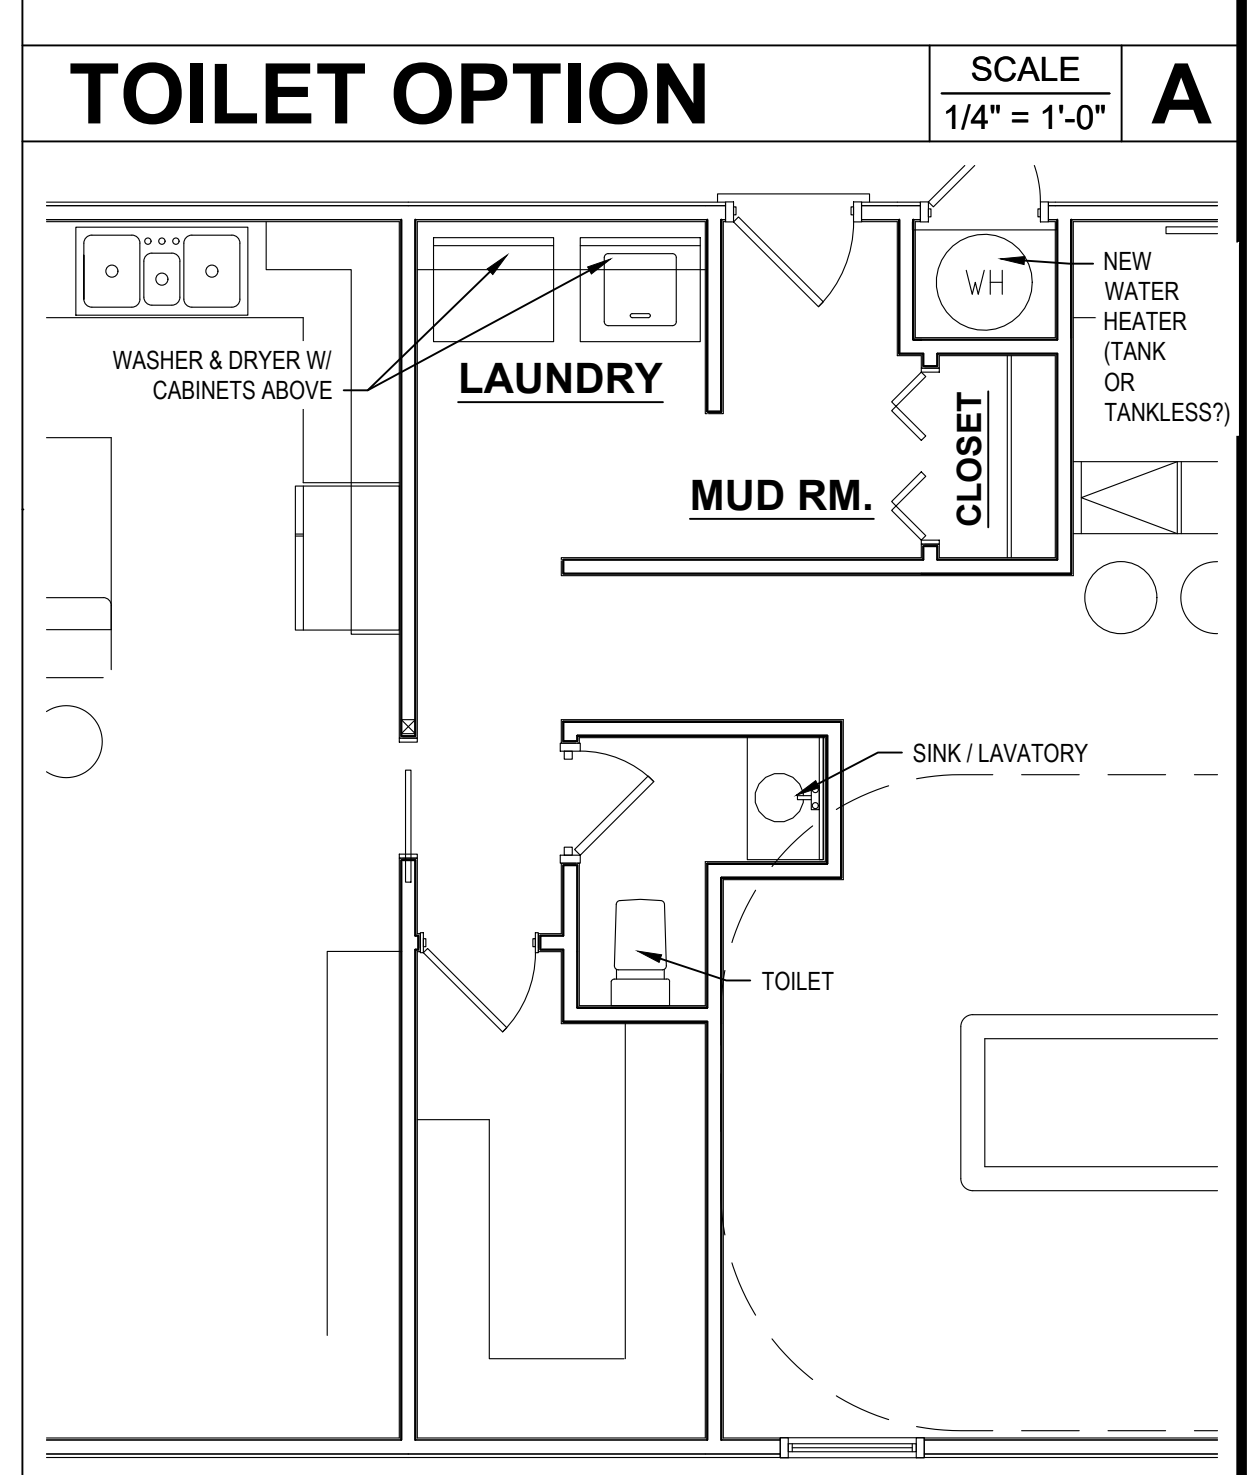 TOILET OPTION
SCALE
1/4" = 1'-0"
A
WH
NEW
WATER
HEATER
(TANK
OR
TANKLESS?)
WASHER & DRYER W/
CABINETS ABOVE
LAUNDRY
CLOSET
MUD RM.
SINK / LAVATORY
TOILET